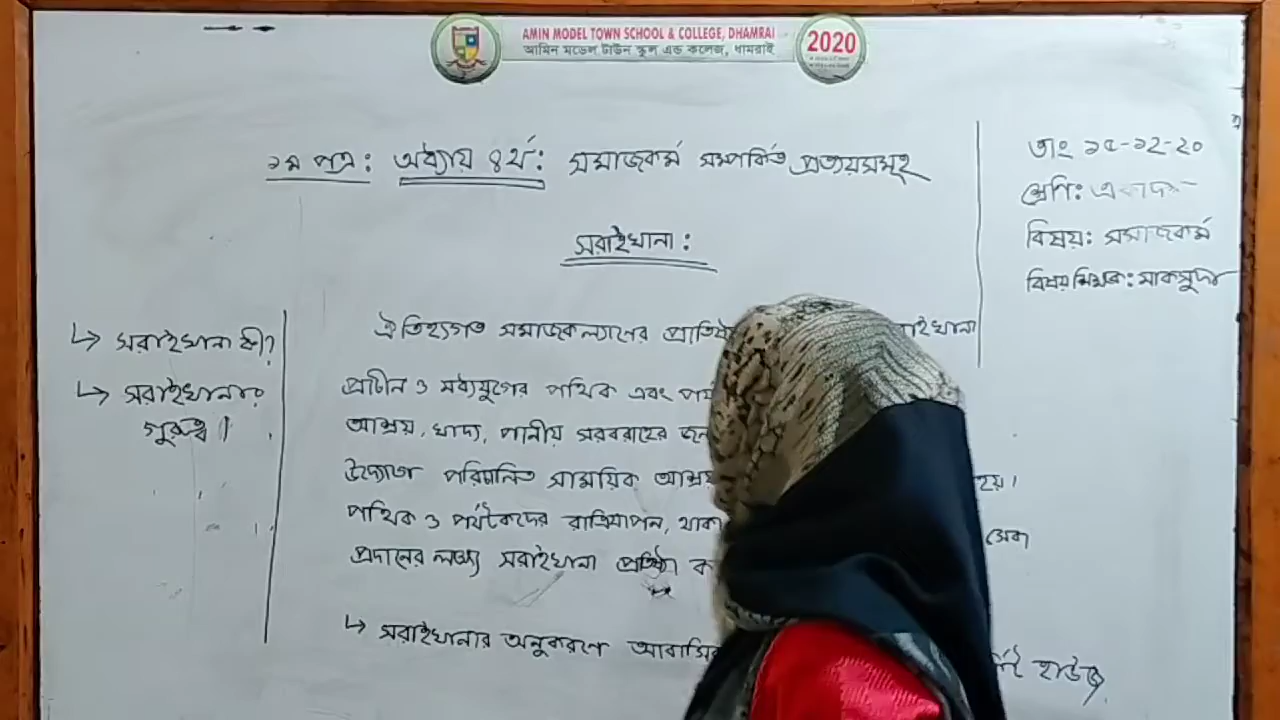 AMIN MODEL TOWN SCHOOL & COLLEGE, DHAMRAI
আমিন মডেল টাউন স্কুল এন্ড কলেজ, ধামরাই
2020
১ম পত্র: অধ্যায় ৪র্থ: সমাজকর্ম সম্পর্কিত প্রত্যয়সমূহ
তাং ১৫-১২-২০
শ্রেণি: একাদশ
বিষয়: সমাজকর্ম
বিষয় শিক্ষক: মাকসুদা
সরাইখানা:
↳ সরাইখানা কী?
↳ সরাইখানার
গুরুত্ব।
ঐতিহ্যগত সমাজকল্যাণের
প্রাচীন ও মধ্যযুগের পথিক এবং
আশ্রয়, খাদ্য, পানীয় সরবরাহের
উদ্যোগে পরিচালিত সাময়িক হয়।
পথিক ও পর্যটকদের রাত্রিযাপন, সেবা
প্রদানের লক্ষ্যে সরাইখানা প্রতিষ্ঠা
↳ সরাইখানার অনুকরণে হাউজ